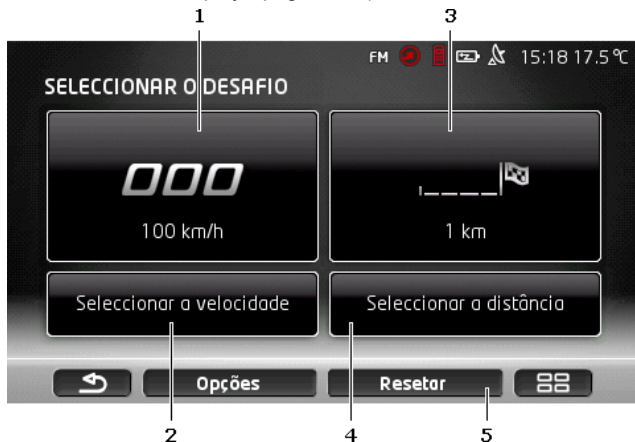 1 3
FM 15:18 17.5 ºC
SELECCIONAR O DESAFIO
000
100 km/h 1 km
Seleccionar a velocidade Seleccionar a distância
Opções Resetar
2 4 5